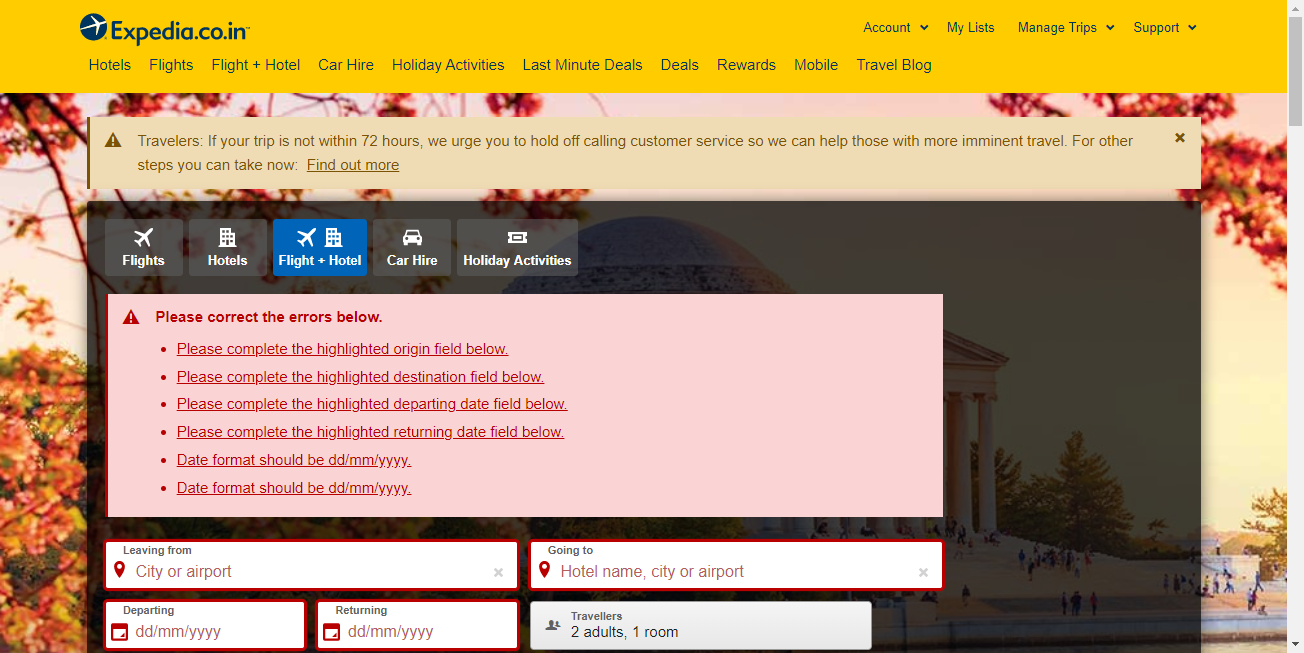 Expedia.co.in™
Account
My Lists
Manage Trips
Support
Hotels
Flights
Flight + Hotel
Car Hire
Holiday Activities
Last Minute Deals
Deals
Rewards
Mobile
Travel Blog
Travelers: If your trip is not within 72 hours, we urge you to hold off calling customer service so we can help those with more imminent travel. For other
steps you can take now: Find out more
Flights
Hotels
Flight + Hotel
Car Hire
Holiday Activities
Please correct the errors below.
Please complete the highlighted origin field below.
Please complete the highlighted destination field below.
Please complete the highlighted departing date field below.
Please complete the highlighted returning date field below.
Date format should be dd/mm/yyyy.
Date format should be dd/mm/yyyy.
Leaving from
City or airport
Going to
Hotel name, city or airport
Departing
dd/mm/yyyy
Returning
dd/mm/yyyy
Travellers
2 adults, 1 room